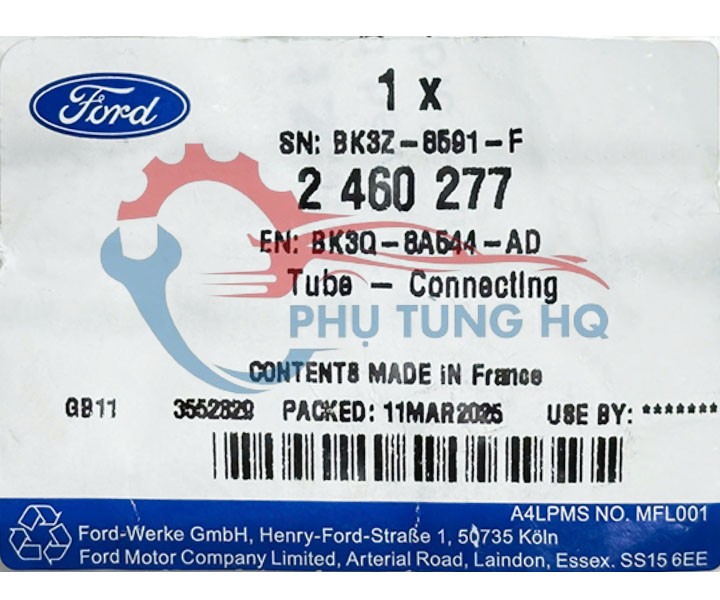 Ford
1 x
SN: BK3Z-8591-F
2 460 277
EN: BK3Q-8A544-AD
Tube - Connecting
PHỤ TÙNG HQ
CONTENTS MADE IN France
GB11 3552829 PACKED: 11MAR2025 USE BY: *******
A4LPMS NO. MFL001
Ford-Werke GmbH, Henry-Ford-Straße 1, 50735 Köln
Ford Motor Company Limited, Arterial Road, Laindon, Essex. SS15 6EE